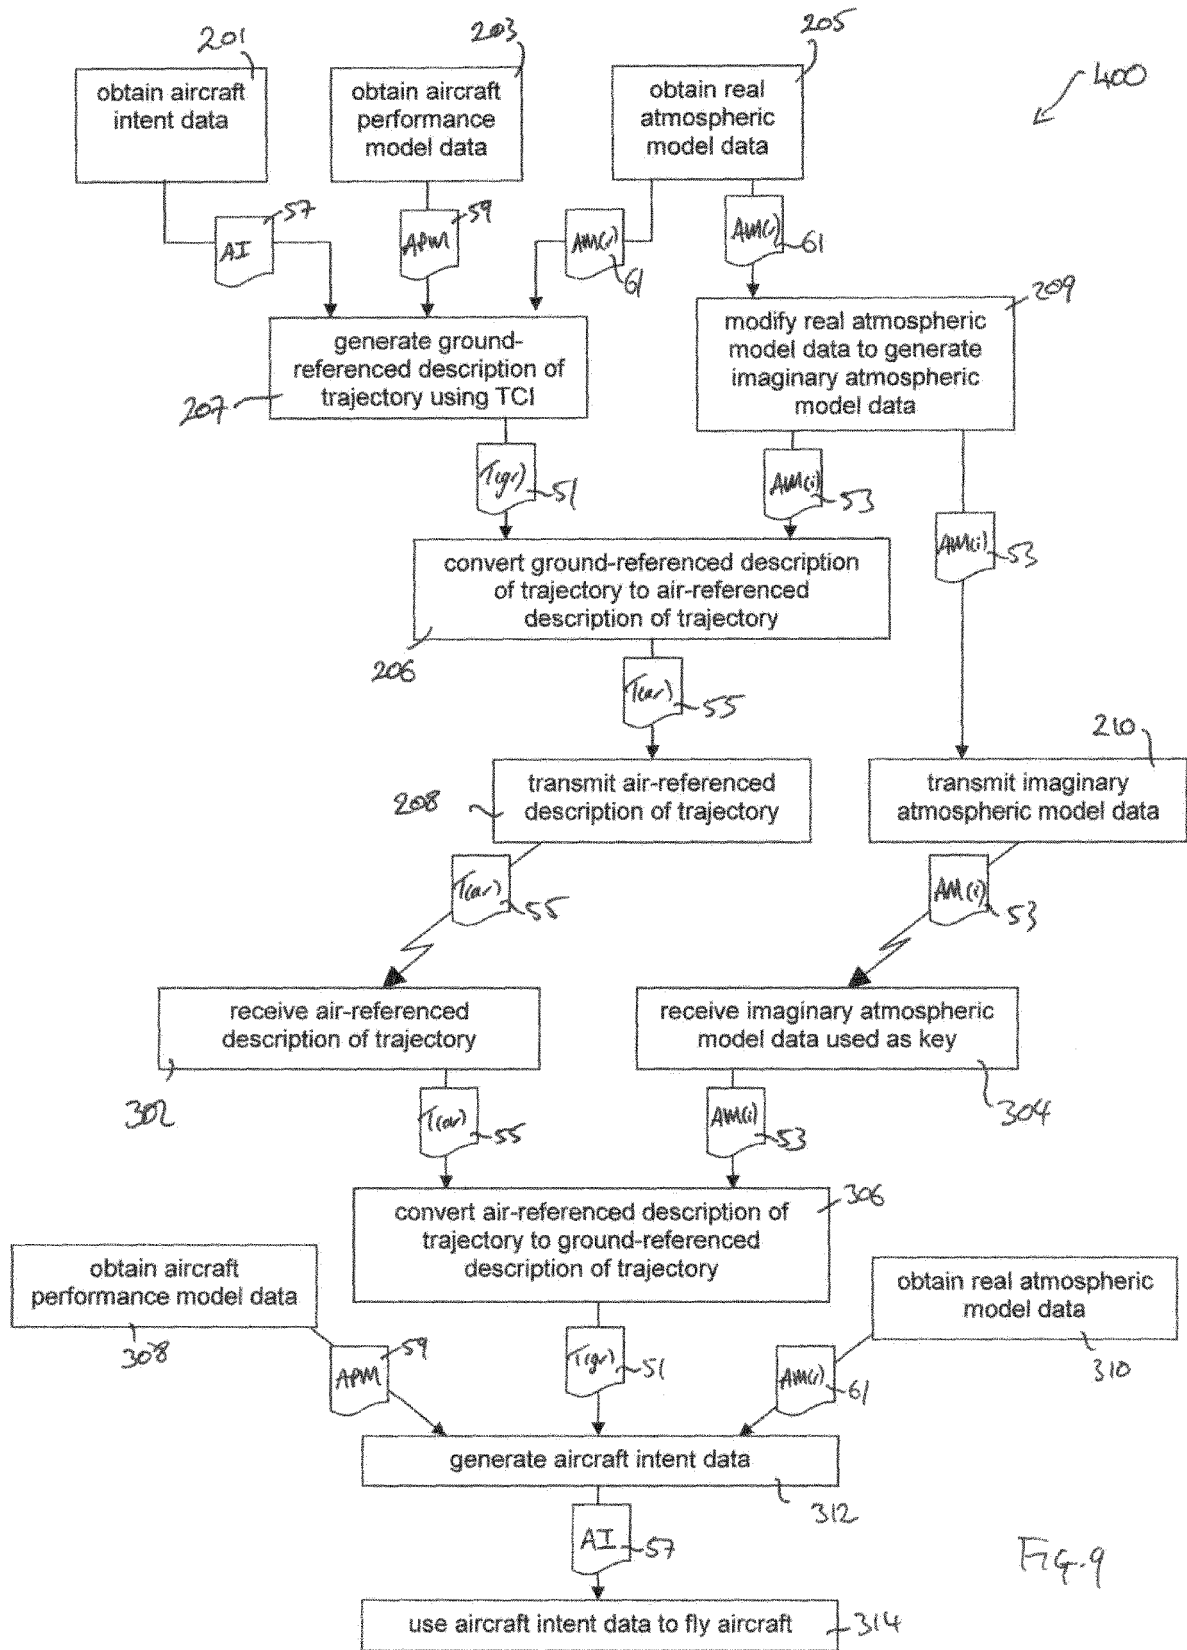 201
203
205
400
obtain aircraft
intent data
obtain aircraft
performance
model data
obtain real
atmospheric
model data
AI
57
APM
59
AM(r)
61
AM(r)
61
generate ground-
referenced description of
trajectory using TCI
207
modify real atmospheric
model data to generate
imaginary atmospheric
model data
209
T(gr)
51
AM(i)
53
AM(i)
53
convert ground-referenced description
of trajectory to air-referenced
description of trajectory
206
T(ar)
55
210
208
transmit air-referenced
description of trajectory
transmit imaginary
atmospheric model data
T(ar)
55
AM(i)
53
receive air-referenced
description of trajectory
302
receive imaginary atmospheric
model data used as key
304
T(ar)
55
AM(i)
53
convert air-referenced description of
trajectory to ground-referenced
description of trajectory
306
obtain aircraft
performance model data
308
obtain real atmospheric
model data
310
APM
59
T(gr)
51
AM(r)
61
generate aircraft intent data
312
AI
57
use aircraft intent data to fly aircraft
314
FIG. 9